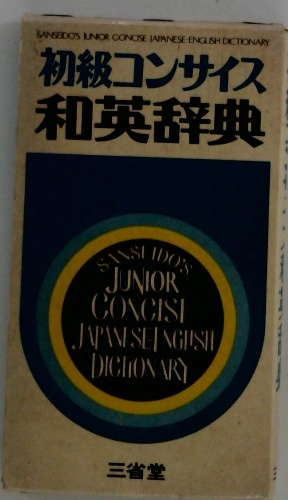 SANSEIDO'S JUNIOR CONCISE JAPANESE-ENGLISH DICTIONARY
初級コンサイス
和英辞典
SANSEIDO'S
JUNIOR
CONCISE
JAPANESE-ENGLISH
DICTIONARY
三省堂